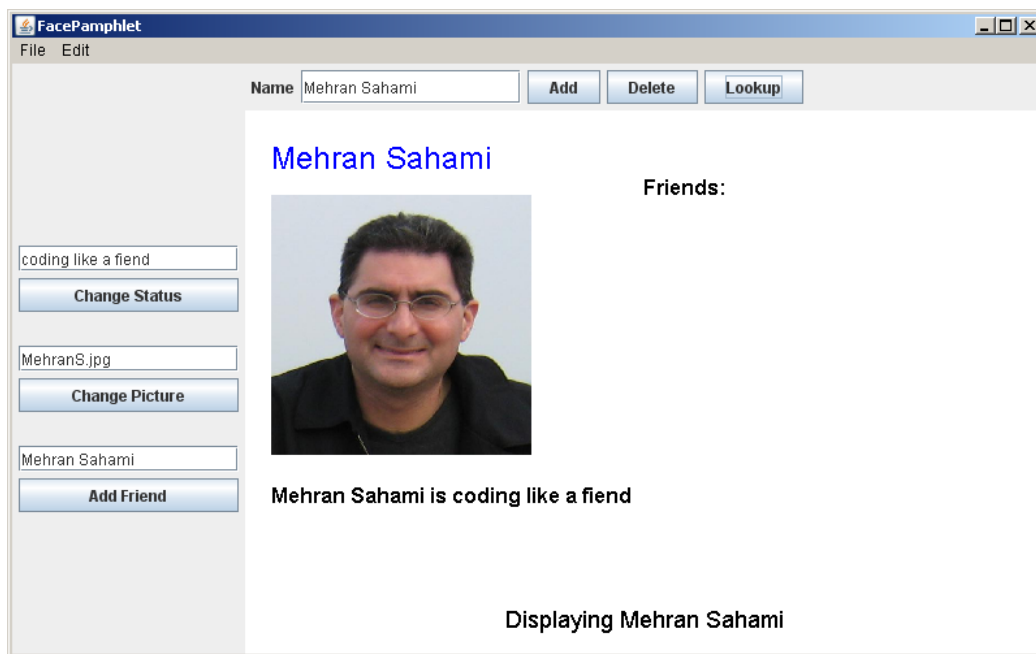 FacePamphlet
File Edit
Name Mehran Sahami Add Delete Lookup
Mehran Sahami
Friends:
coding like a fiend
Change Status
MehranS.jpg
Change Picture
Mehran Sahami
Add Friend
Mehran Sahami is coding like a fiend
Displaying Mehran Sahami